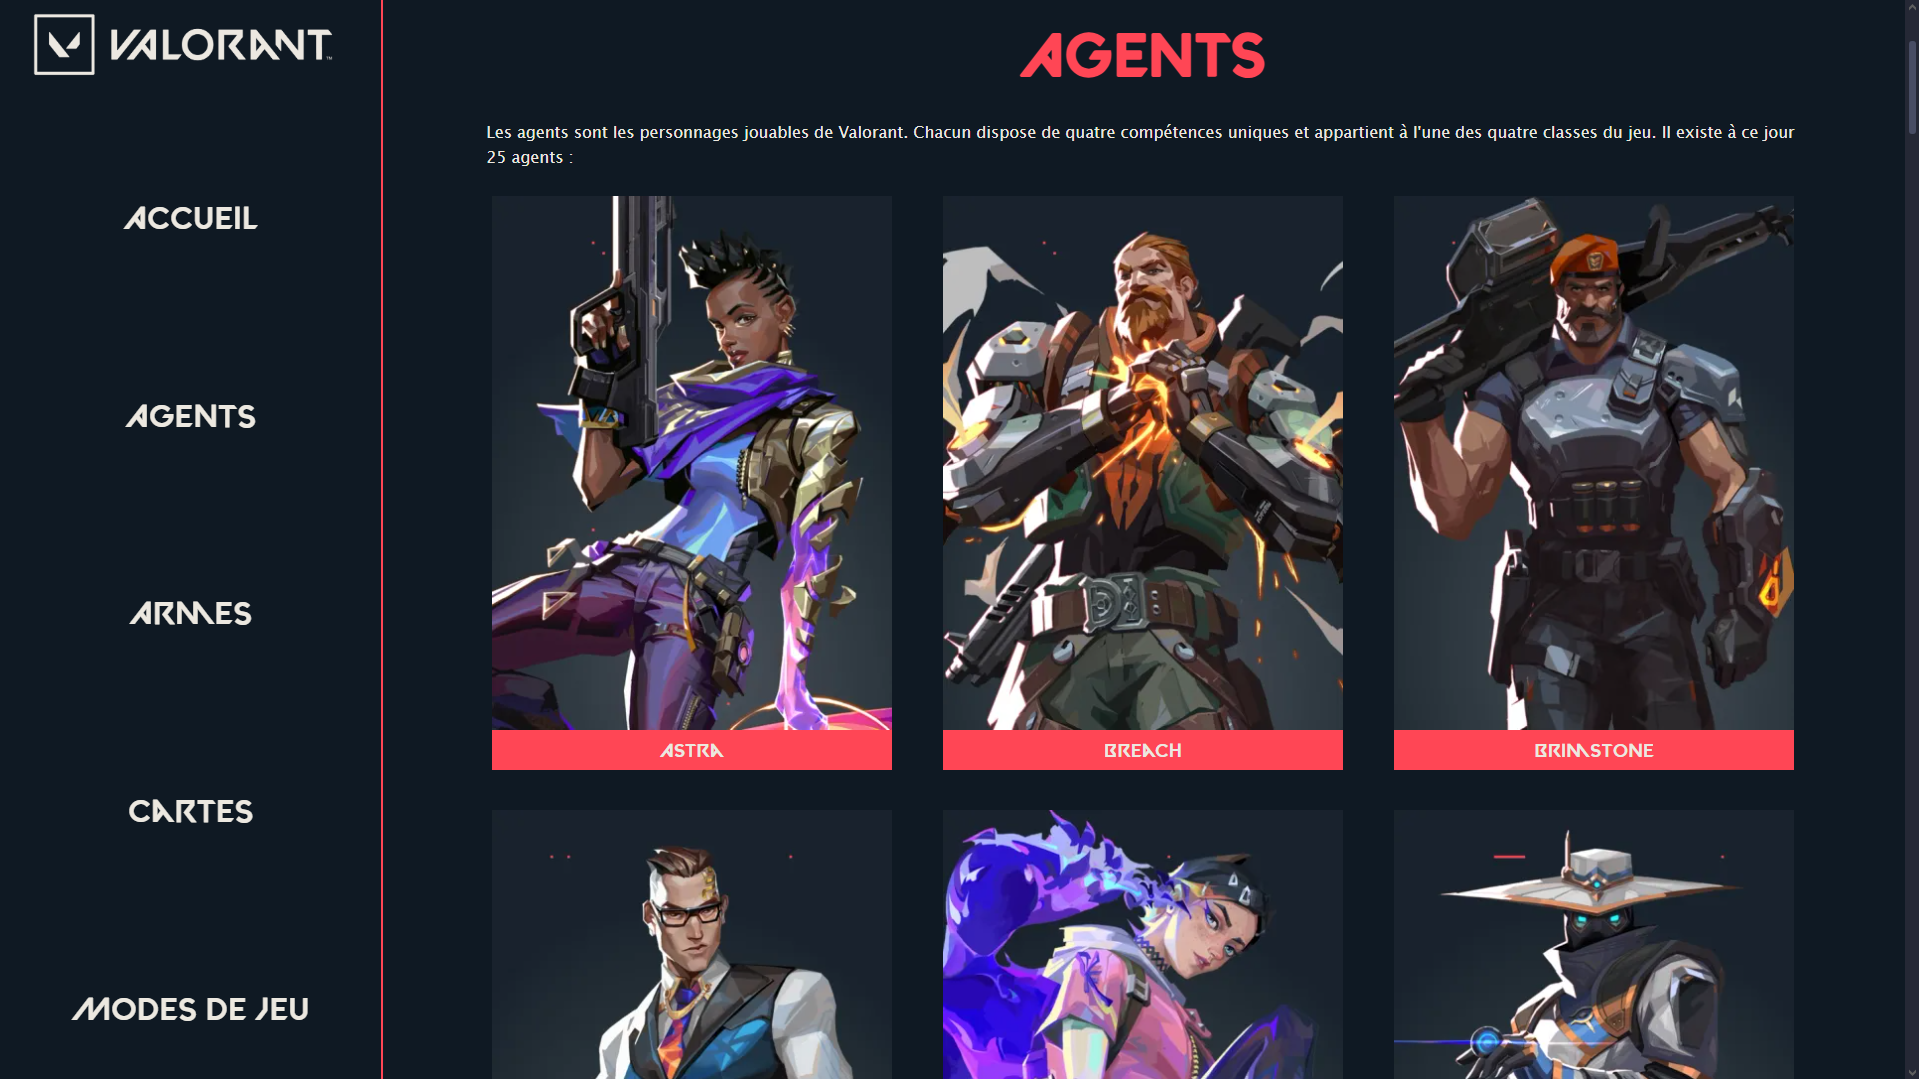 VALORANT™
ACCUEIL
AGENTS
ARMES
CARTES
MODES DE JEU
AGENTS
Les agents sont les personnages jouables de Valorant. Chacun dispose de quatre compétences uniques et appartient à l'une des quatre classes du jeu. Il existe à ce jour
25 agents :
ASTRA
BREACH
BRIMSTONE